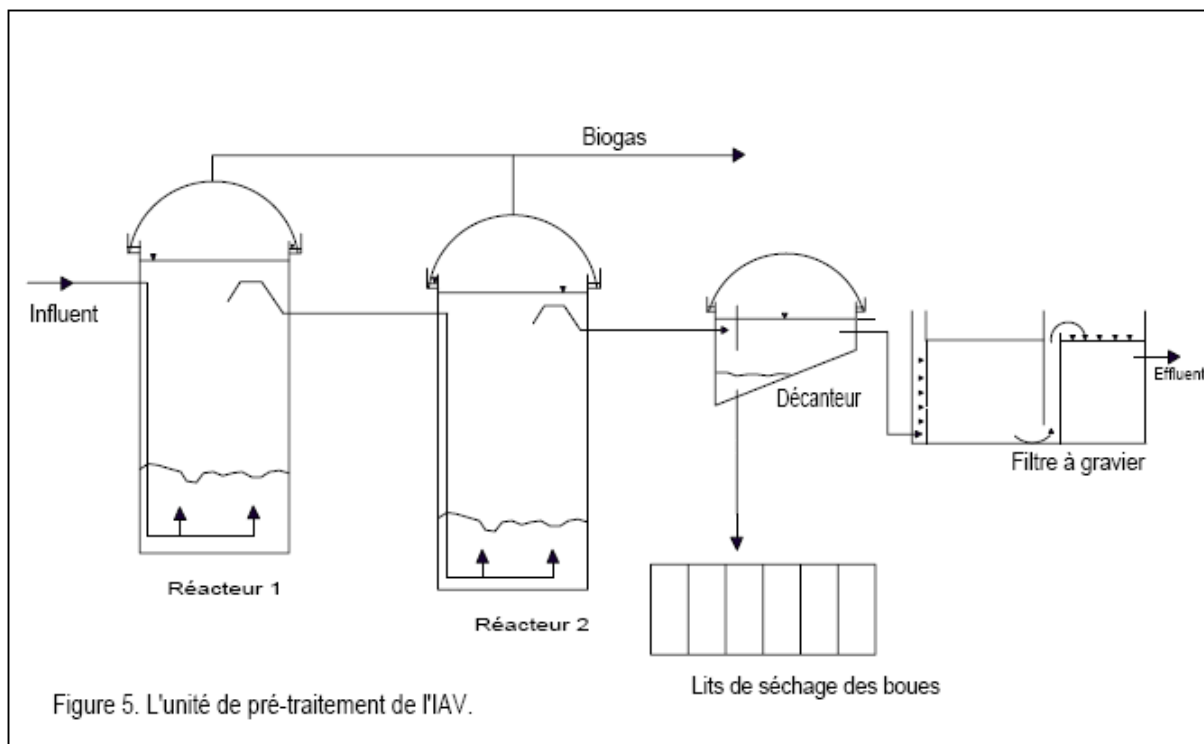 Biogas
Influent
Décanteur
Effluent
Filtre à gravier
Réacteur 1
Réacteur 2
Lits de séchage des boues
Figure 5. L'unité de pré-traitement de l'IAV.